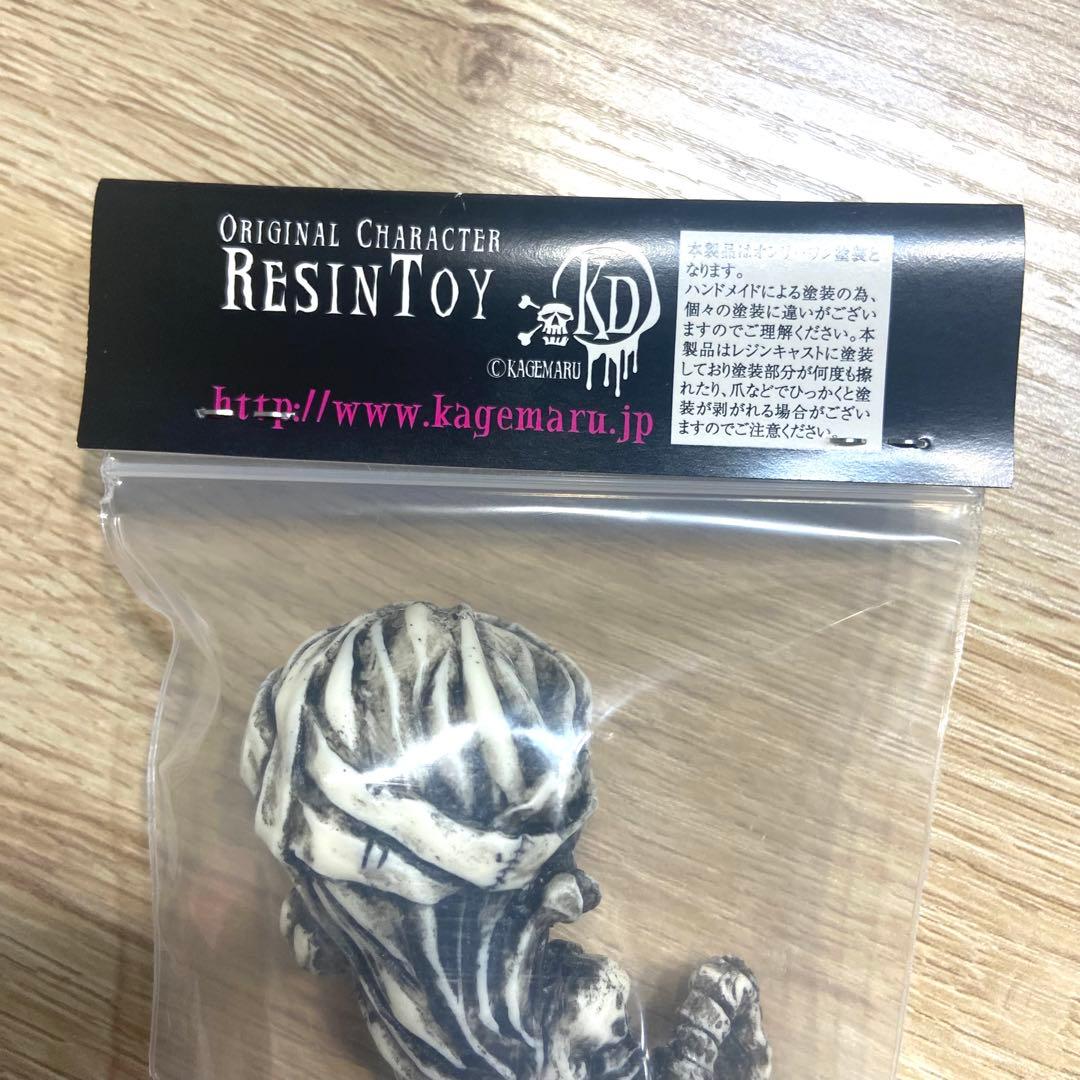 ORIGINAL CHARACTER
RESINTOY
KD
©KAGEMARU
http://www.kagemaru.jp
本製品はオンリーワン塗装と
なります。
ハンドメイドによる塗装の為、
個々の塗装に違いがござい
ますのでご理解ください。本
製品はレジンキャストに塗装
しており塗装部分が何度も擦
れたり、爪などでひっかくと塗
装が剥がれる場合がござい
ますのでご注意ください。